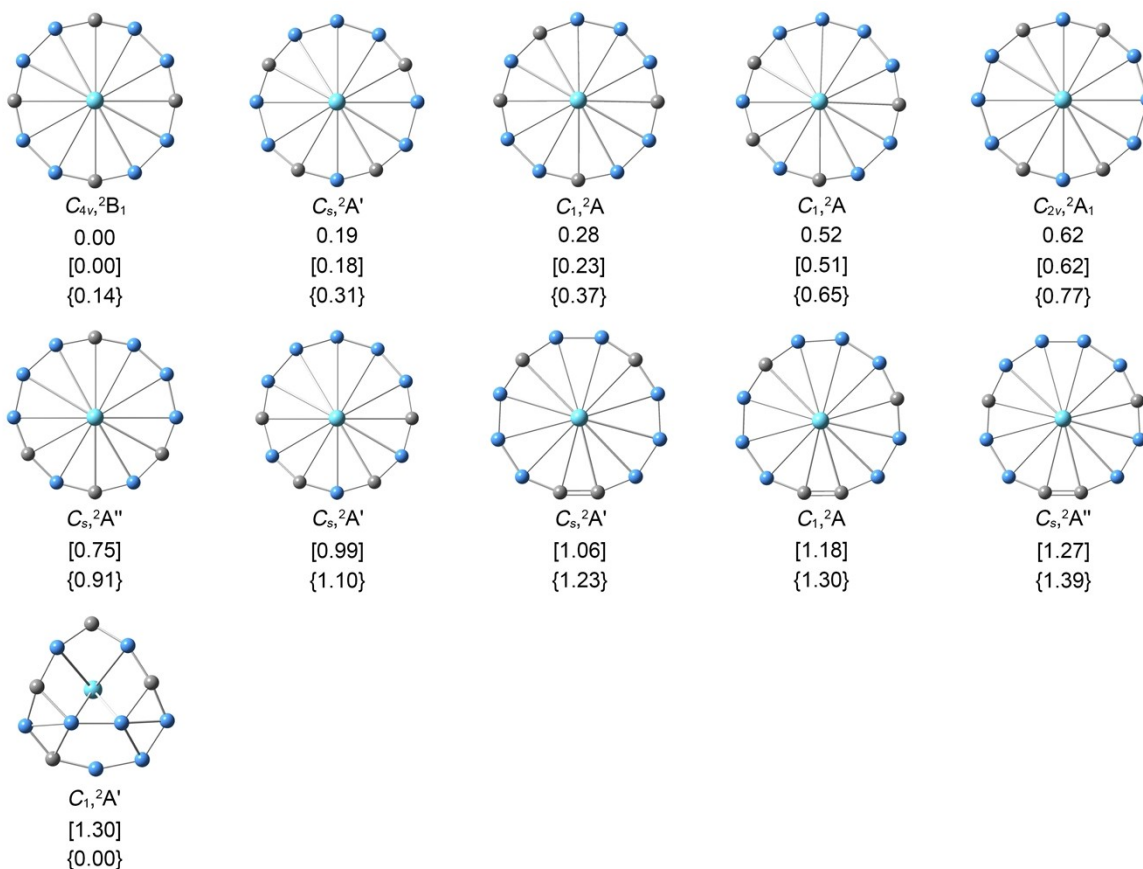 C₄ᵥ,²B₁
0.00
[0.00]
{0.14}
Cₛ,²A'
0.19
[0.18]
{0.31}
C₁,²A
0.28
[0.23]
{0.37}
C₁,²A
0.52
[0.51]
{0.65}
C₂ᵥ,²A₁
0.62
[0.62]
{0.77}
Cₛ,²A"
[0.75]
{0.91}
Cₛ,²A'
[0.99]
{1.10}
Cₛ,²A'
[1.06]
{1.23}
C₁,²A
[1.18]
{1.30}
Cₛ,²A"
[1.27]
{1.39}
C₁,²A'
[1.30]
{0.00}